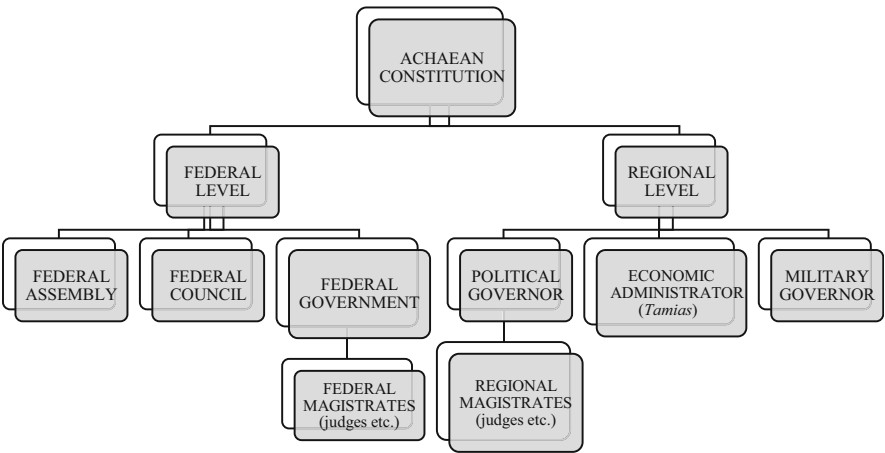 ACHAEAN
CONSTITUTION
FEDERAL
LEVEL
REGIONAL
LEVEL
FEDERAL
ASSEMBLY
FEDERAL
COUNCIL
FEDERAL
GOVERNMENT
POLITICAL
GOVERNOR
ECONOMIC
ADMINISTRATOR
(Tamias)
MILITARY
GOVERNOR
FEDERAL
MAGISTRATES
(judges etc.)
REGIONAL
MAGISTRATES
(judges etc.)